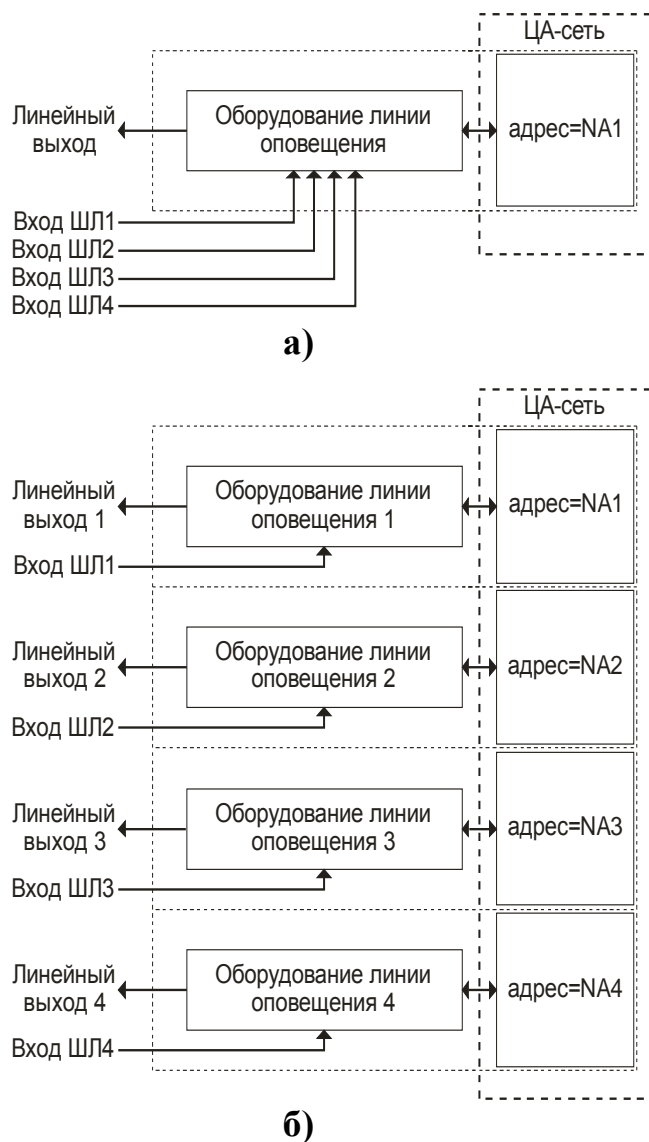 ЦА-сеть
Линейный
выход
Оборудование линии
оповещения
адрес=NA1
Вход ШЛ1
Вход ШЛ2
Вход ШЛ3
Вход ШЛ4
а)
ЦА-сеть
Линейный
выход 1
Оборудование линии
оповещения 1
адрес=NA1
Вход ШЛ1
Линейный
выход 2
Оборудование линии
оповещения 2
адрес=NA2
Вход ШЛ2
Линейный
выход 3
Оборудование линии
оповещения 3
адрес=NA3
Вход ШЛ3
Линейный
выход 4
Оборудование линии
оповещения 4
адрес=NA4
Вход ШЛ4
б)